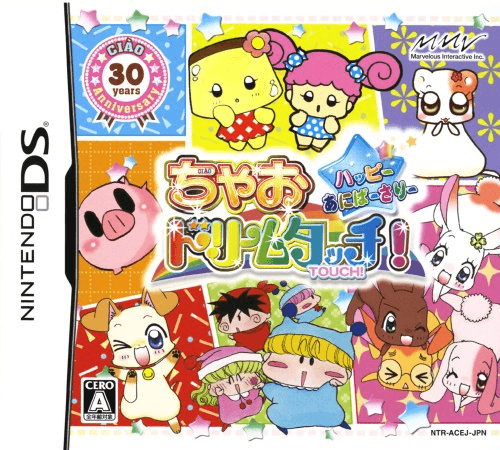 NINTENDO DS
CIÀO
30
years
Anniversary
MMV
Marvelous Interactive Inc.
CIÀO
ちゃお
ハッピー
あにばーさりー
ドリームタッチ!
TOUCH!
CERO
A
全年齢対象
NTR-ACEJ-JPN